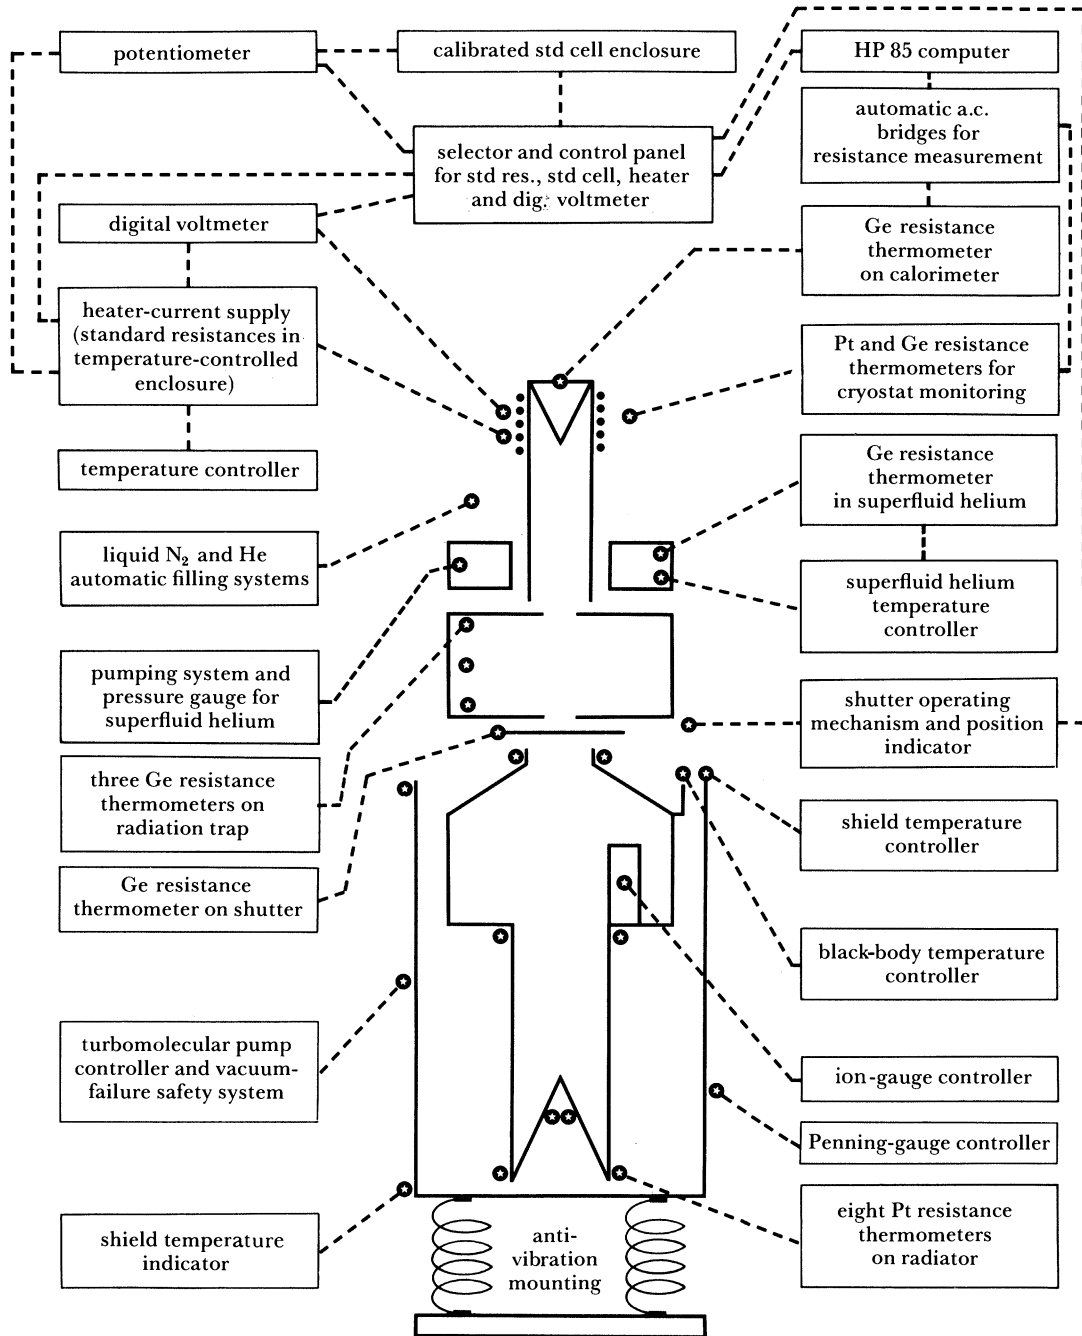 potentiometer
calibrated std cell enclosure
HP 85 computer
automatic a.c.
bridges for
resistance measurement
selector and control panel
for std res., std cell, heater
and dig. voltmeter
digital voltmeter
Ge resistance
thermometer
on calorimeter
heater-current supply
(standard resistances in
temperature-controlled
enclosure)
Pt and Ge resistance
thermometers for
cryostat monitoring
temperature controller
Ge resistance
thermometer
in superfluid helium
liquid N₂ and He
automatic filling systems
superfluid helium
temperature
controller
pumping system and
pressure gauge for
superfluid helium
shutter operating
mechanism and position
indicator
three Ge resistance
thermometers on
radiation trap
shield temperature
controller
Ge resistance
thermometer on shutter
black-body temperature
controller
turbomolecular pump
controller and vacuum-
failure safety system
ion-gauge controller
Penning-gauge controller
shield temperature
indicator
anti-
vibration
mounting
eight Pt resistance
thermometers
on radiator